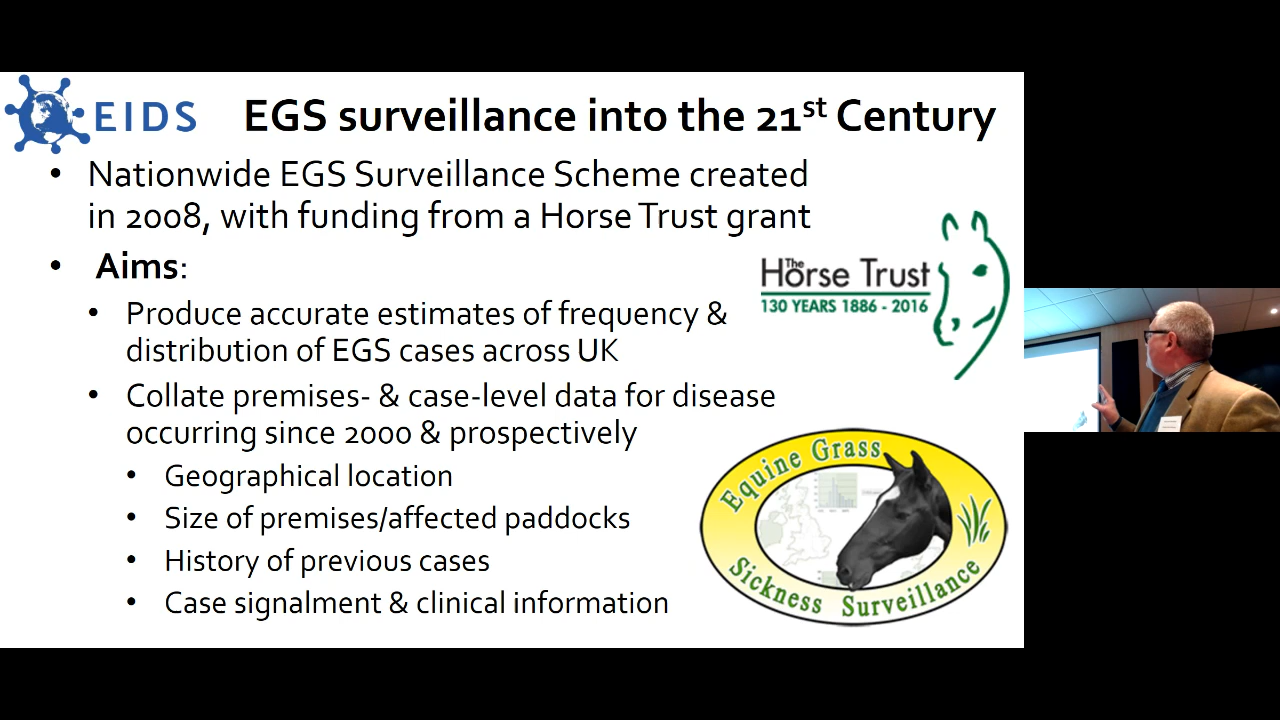 EIDS
EGS surveillance into the 21st Century
• Nationwide EGS Surveillance Scheme created
in 2008, with funding from a Horse Trust grant
• Aims:
• Produce accurate estimates of frequency &
distribution of EGS cases across UK
• Collate premises- & case-level data for disease
occurring since 2000 & prospectively
• Geographical location
• Size of premises/affected paddocks
• History of previous cases
• Case signalment & clinical information
The Horse Trust
130 YEARS 1886 - 2016
Equine Grass
Sickness Surveillance